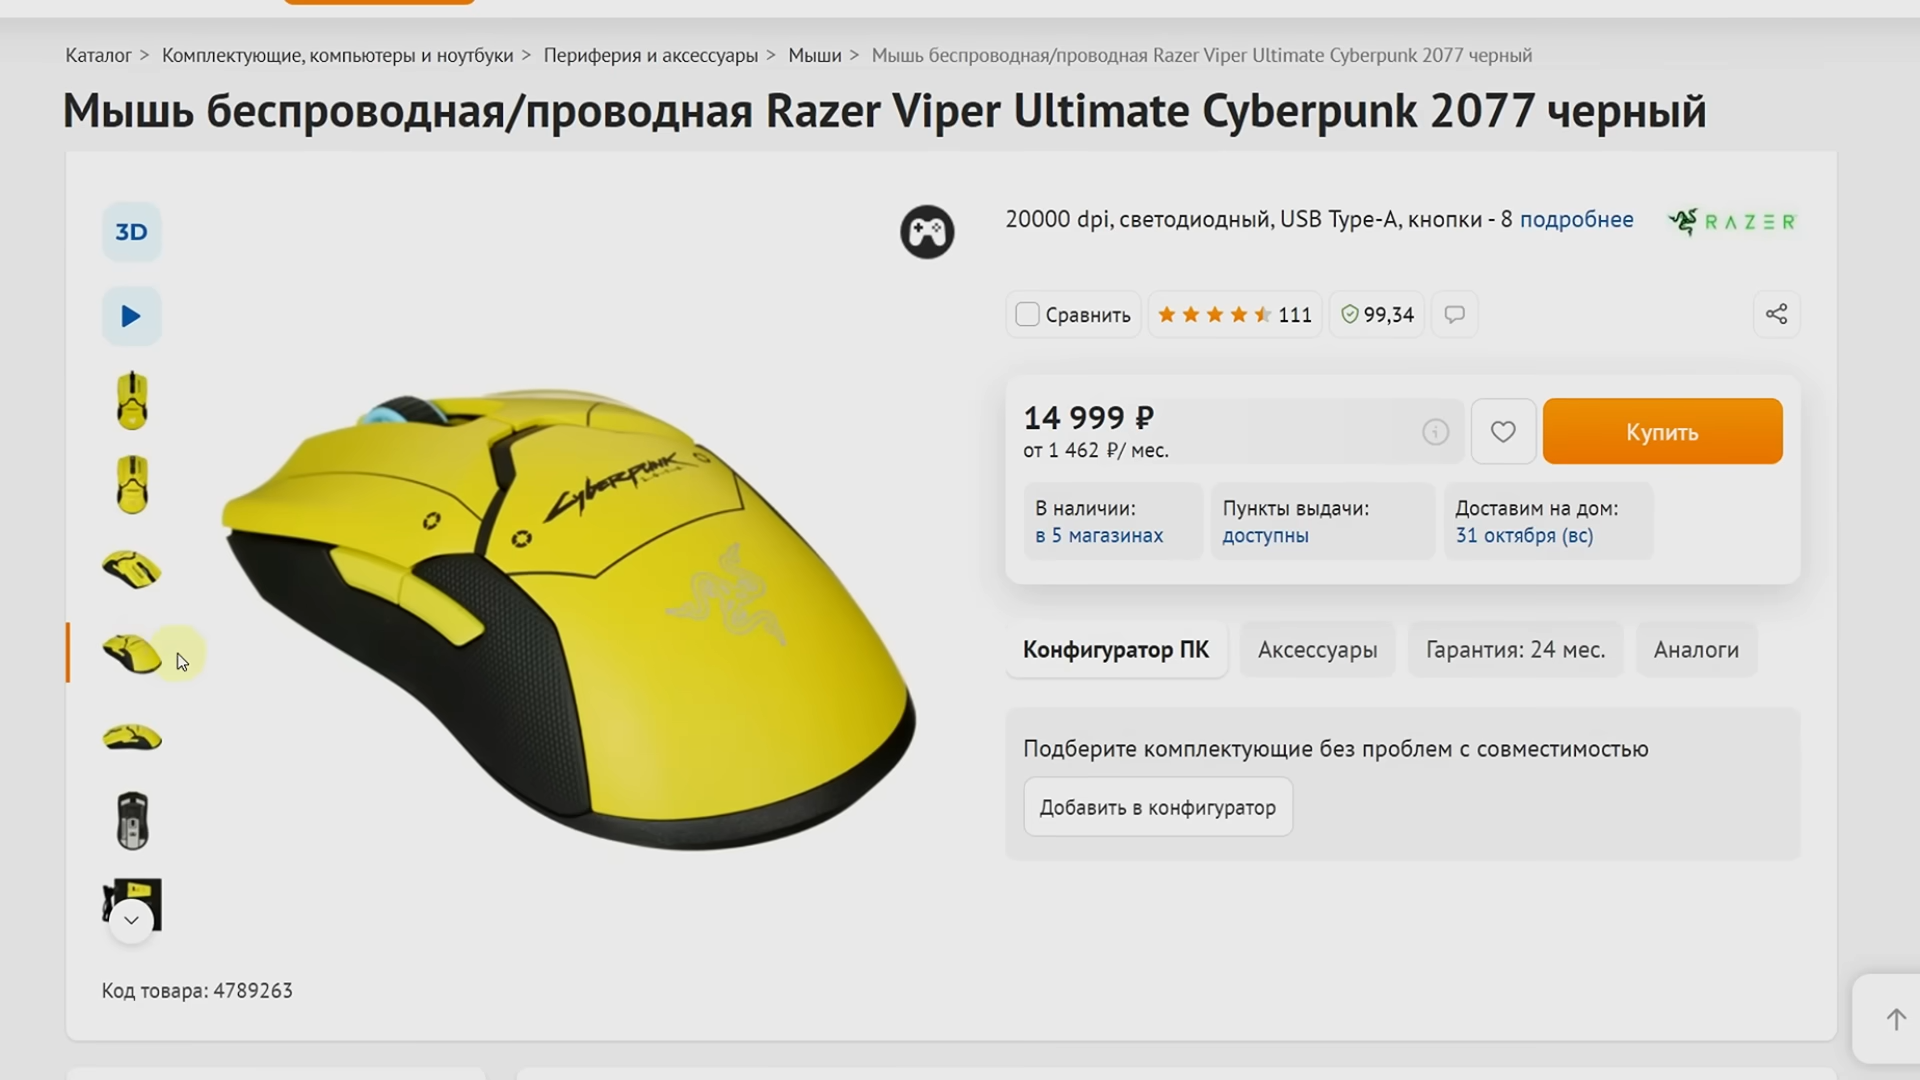 Каталог > Комплектующие, компьютеры и ноутбуки > Периферия и аксессуары > Мыши > Мышь беспроводная/проводная Razer Viper Ultimate Cyberpunk 2077 черный
Мышь беспроводная/проводная Razer Viper Ultimate Cyberpunk 2077 черный
3D
20000 dpi, светодиодный, USB Type-A, кнопки - 8 подробнее
RAZER
Сравнить
111
99,34
14 999 ₽
от 1 462 ₽/ мес.
Купить
В наличии:
в 5 магазинах
Пункты выдачи:
доступны
Доставим на дом:
31 октября (вс)
Cyberpunk
Конфигуратор ПК
Аксессуары
Гарантия: 24 мес.
Аналоги
Подберите комплектующие без проблем с совместимостью
Добавить в конфигуратор
Код товара: 4789263